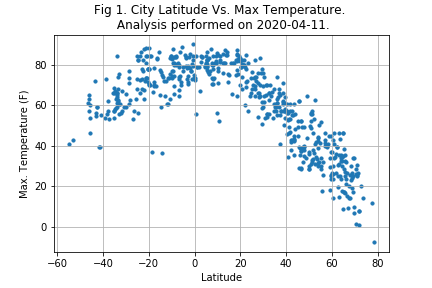 Fig 1. City Latitude Vs. Max Temperature.
Analysis performed on 2020-04-11.
Max. Temperature (F)
80
60
40
20
0
−60 −40 −20 0 20 40 60 80
Latitude